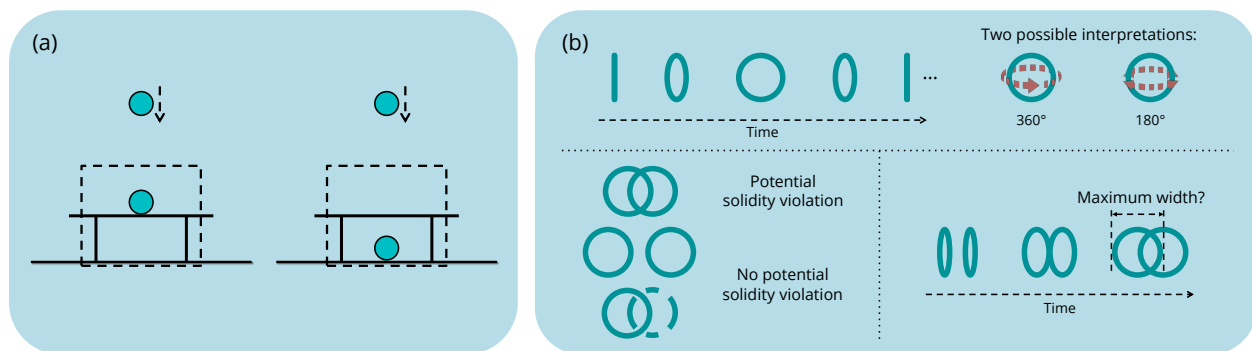 (a)
(b)
Two possible interpretations:
...
360°
180°
Time
Potential
solidity violation
No potential
solidity violation
Maximum width?
Time